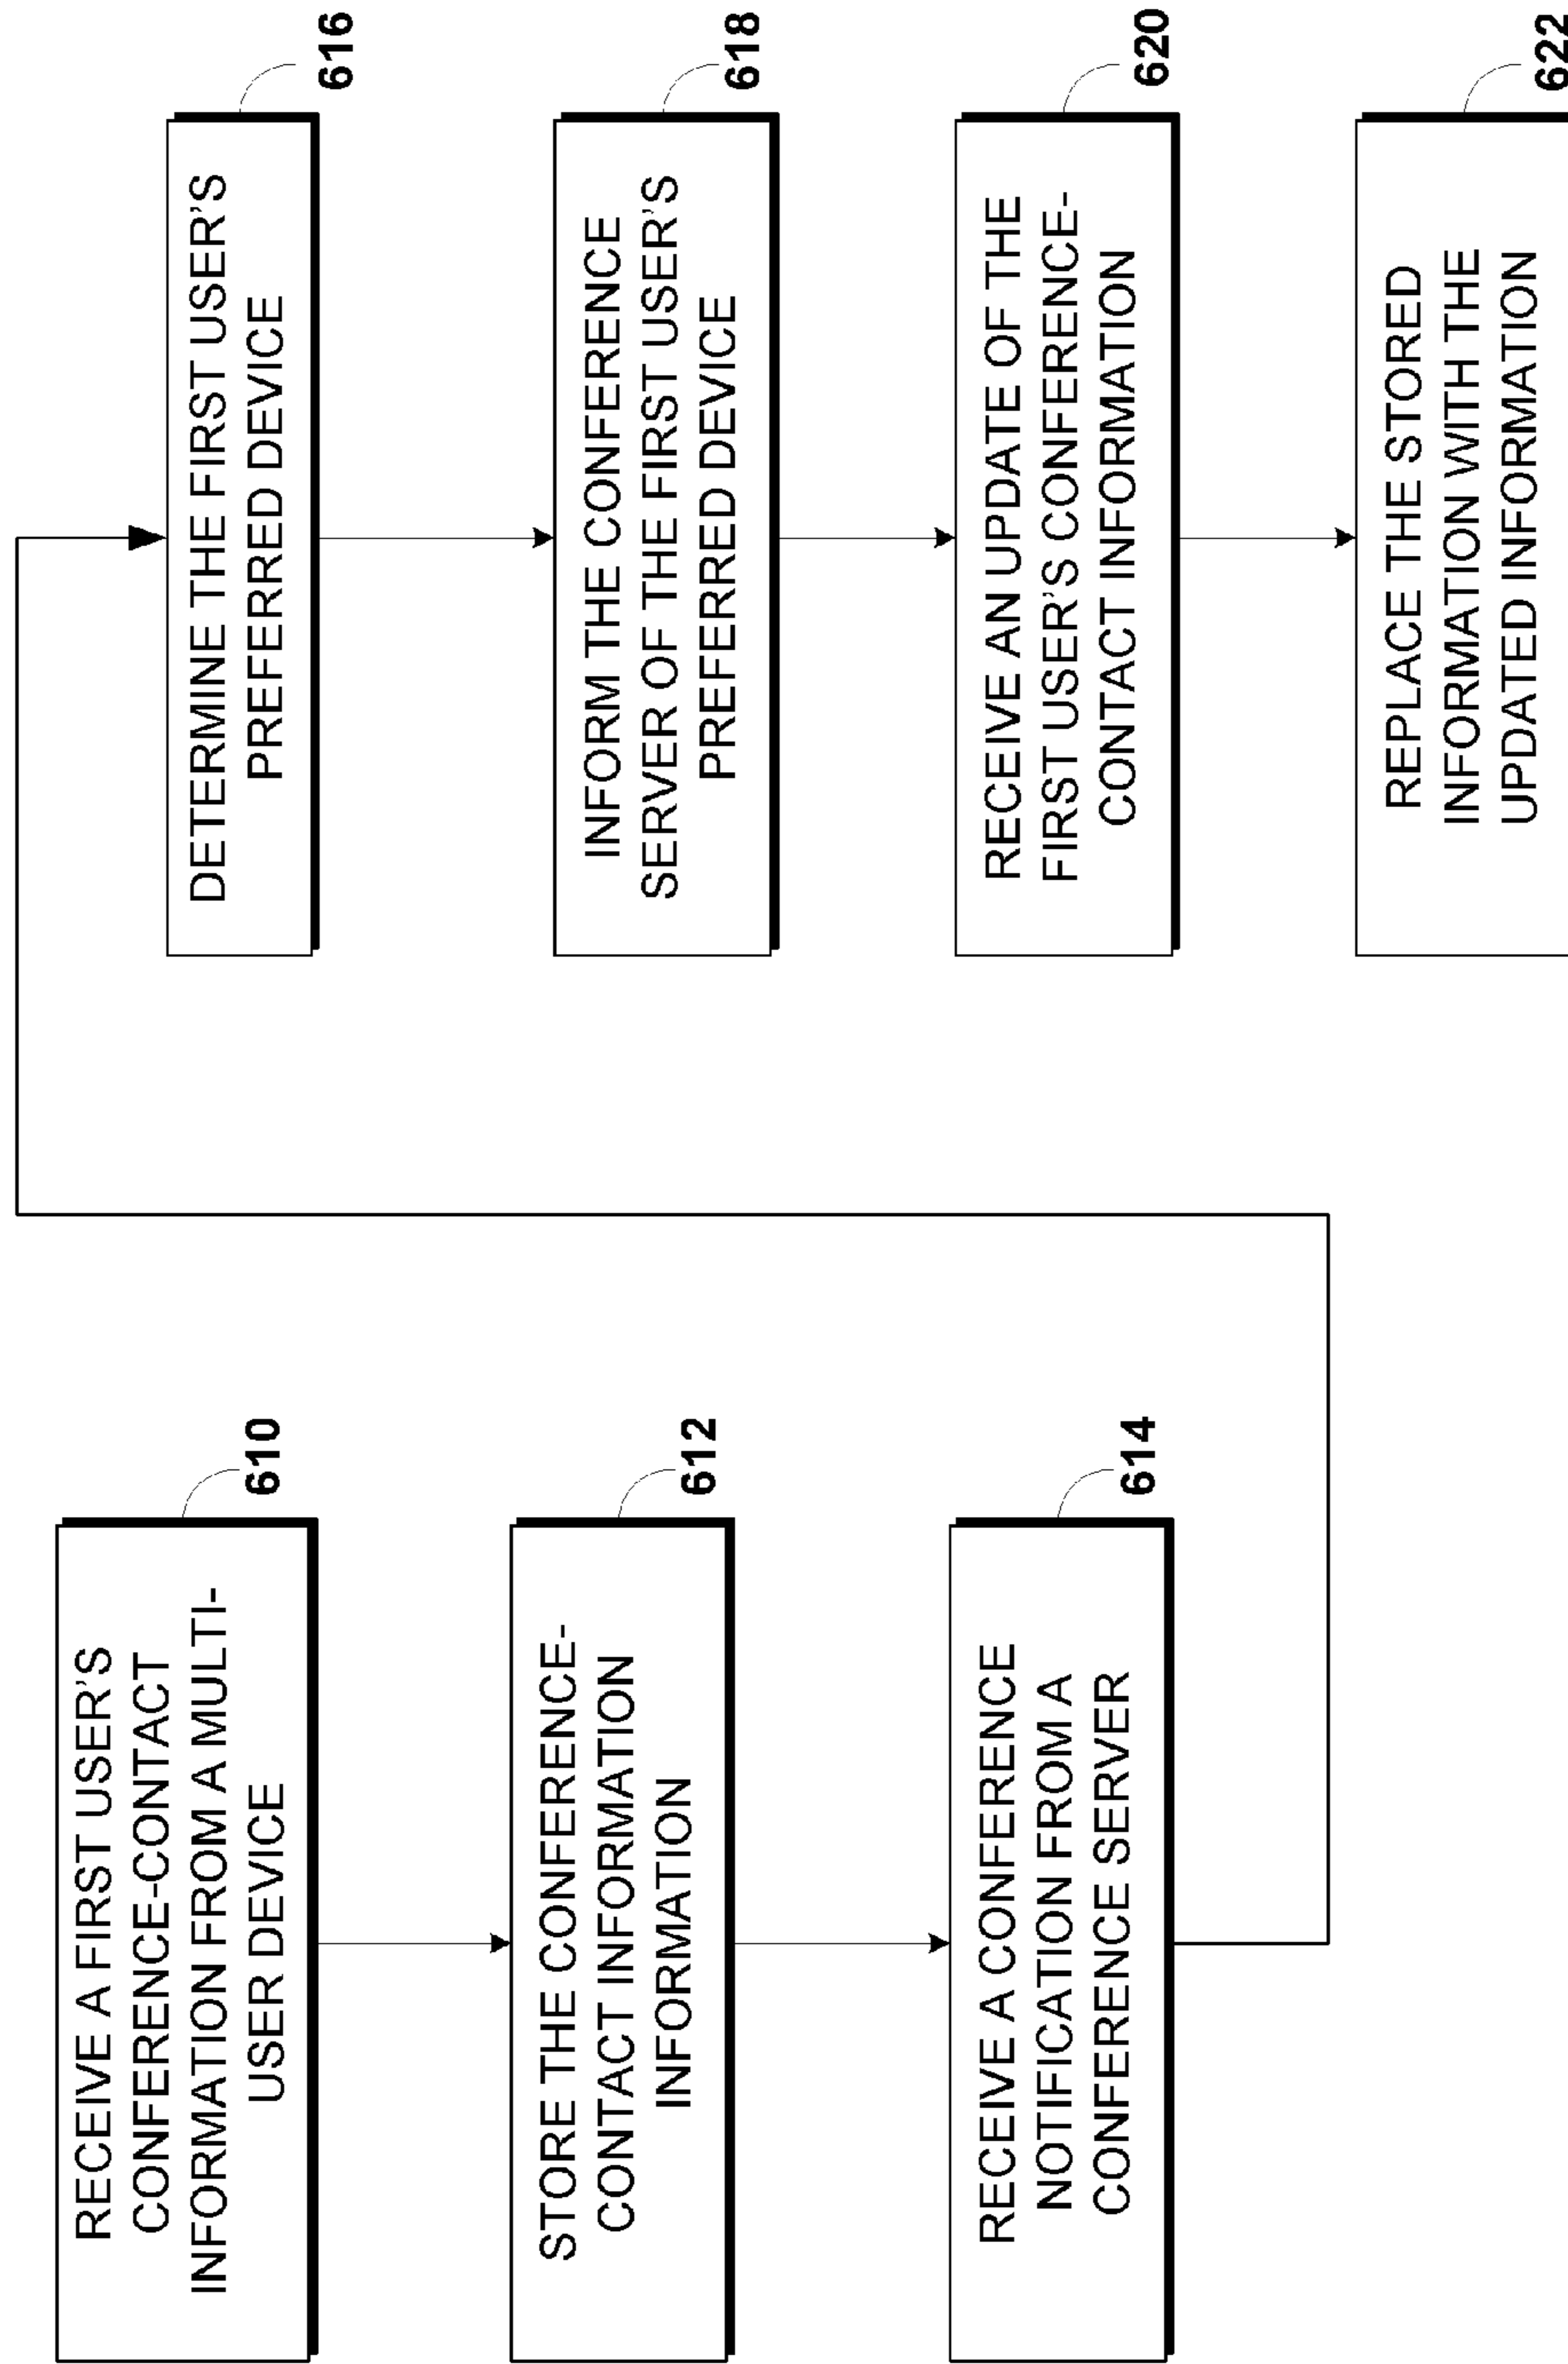 RECEIVE A FIRST USER'S
CONFERENCE-CONTACT
INFORMATION FROM A MULTI-
USER DEVICE
610
STORE THE CONFERENCE-
CONTACT INFORMATION
INFORMATION
612
RECEIVE A CONFERENCE
NOTIFICATION FROM A
CONFERENCE SERVER
614
DETERMINE THE FIRST USER'S
PREFERRED DEVICE
616
INFORM THE CONFERENCE
SERVER OF THE FIRST USER'S
PREFERRED DEVICE
618
RECEIVE AN UPDATE OF THE
FIRST USER'S CONFERENCE-
CONTACT INFORMATION
620
REPLACE THE STORED
INFORMATION WITH THE
UPDATED INFORMATION
622